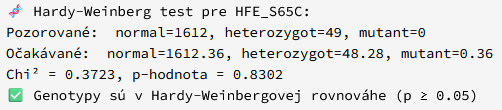 🧬 Hardy-Weinberg test pre HFE_S65C:
Pozorované: normal=1612, heterozygot=49, mutant=0
Očakávané: normal=1612.36, heterozygot=48.28, mutant=0.36
Chi² = 0.3723, p-hodnota = 0.8302
✅ Genotypy sú v Hardy-Weinbergovej rovnováhe (p ≥ 0.05)